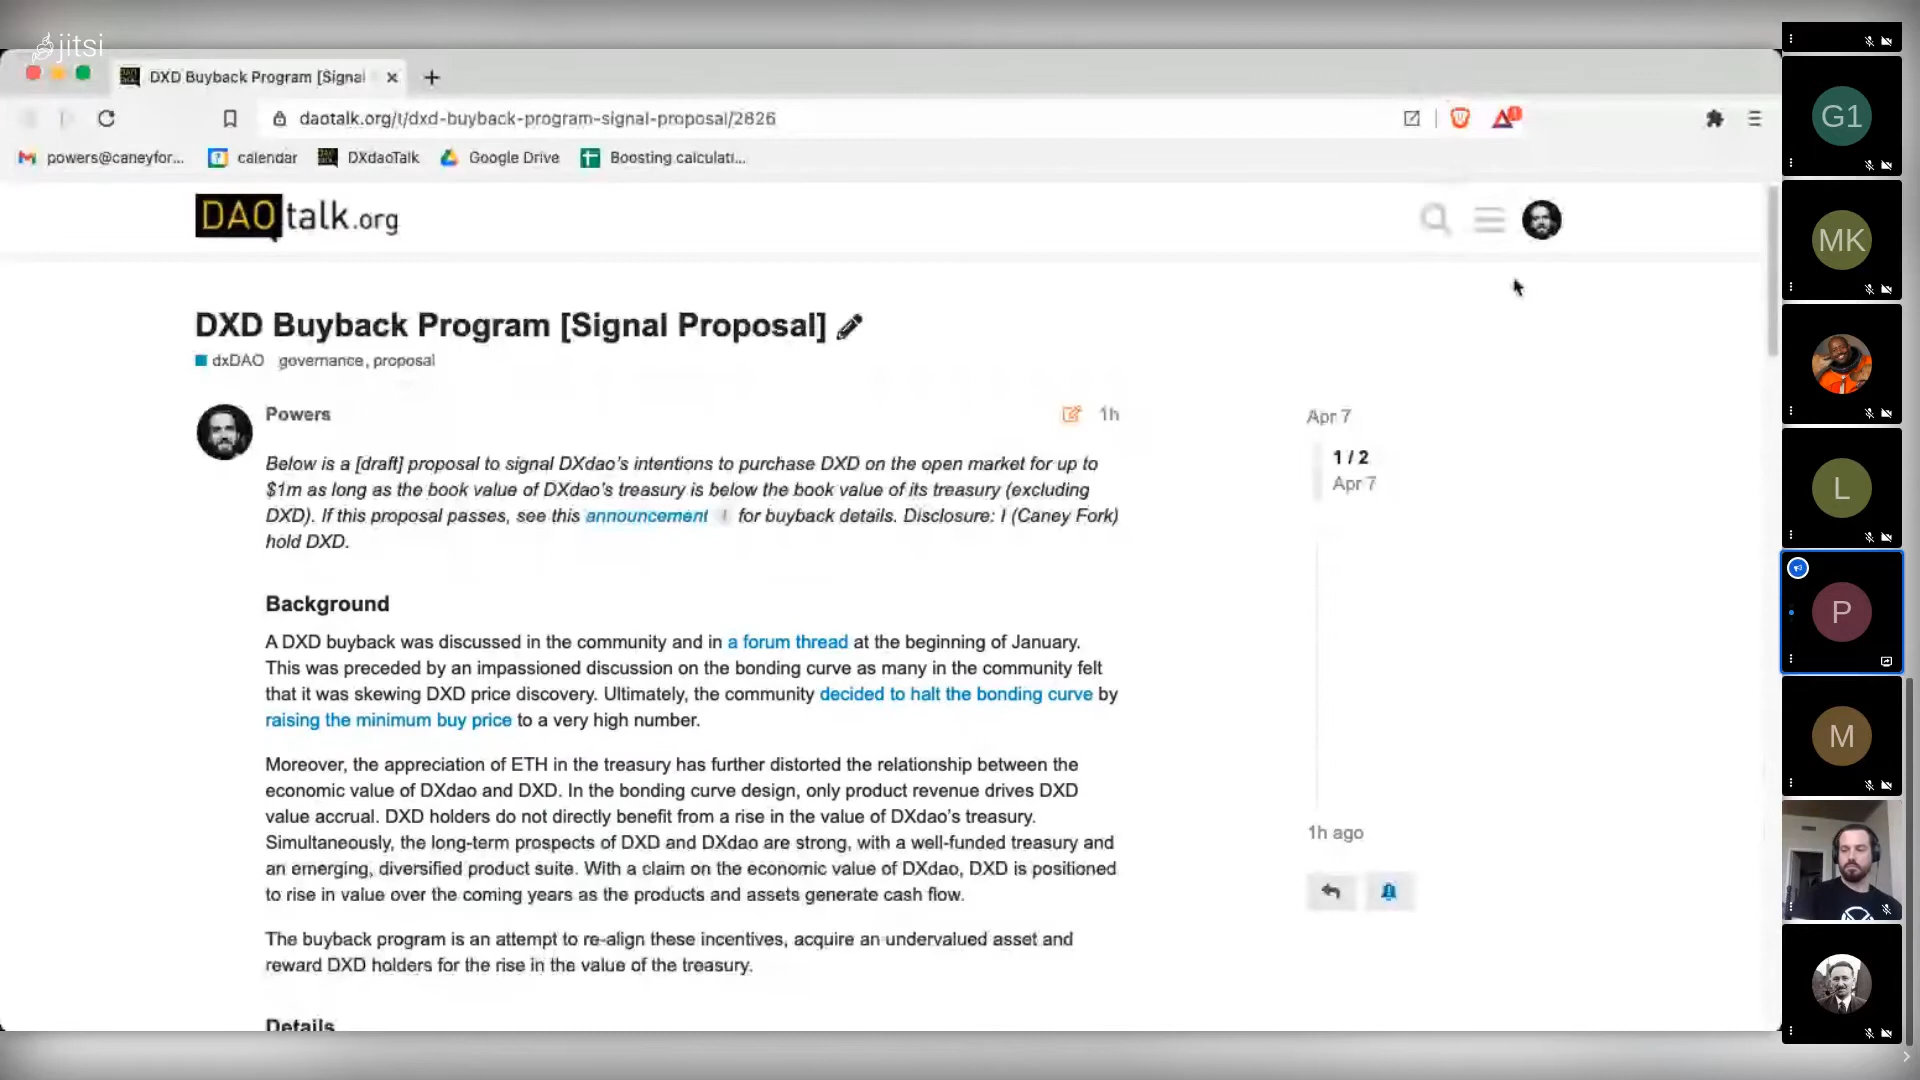 jitsi
DXD Buyback Program [Signal
daotalk.org/t/dxd-buyback-program-signal-proposal/2826
1
powers@caneyfor...
calendar
DXdaoTalk
Google Drive
Boosting calculati...
DAOtalk.org
DXD Buyback Program [Signal Proposal]
dxDAO governance, proposal
Powers
1h
Below is a [draft] proposal to signal DXdao's intentions to purchase DXD on the open market for up to
$1m as long as the book value of DXdao's treasury is below the book value of its treasury (excluding
DXD). If this proposal passes, see this announcement for buyback details. Disclosure: I (Caney Fork)
hold DXD.
Background
A DXD buyback was discussed in the community and in a forum thread at the beginning of January.
This was preceded by an impassioned discussion on the bonding curve as many in the community felt
that it was skewing DXD price discovery. Ultimately, the community decided to halt the bonding curve by
raising the minimum buy price to a very high number.
Moreover, the appreciation of ETH in the treasury has further distorted the relationship between the
economic value of DXdao and DXD. In the bonding curve design, only product revenue drives DXD
value accrual. DXD holders do not directly benefit from a rise in the value of DXdao's treasury.
Simultaneously, the long-term prospects of DXD and DXdao are strong, with a well-funded treasury and
an emerging, diversified product suite. With a claim on the economic value of DXdao, DXD is positioned
to rise in value over the coming years as the products and assets generate cash flow.
The buyback program is an attempt to re-align these incentives, acquire an undervalued asset and
reward DXD holders for the rise in the value of the treasury.
Details
Apr 7
1 / 2
Apr 7
1h ago
G1
MK
L
P
M